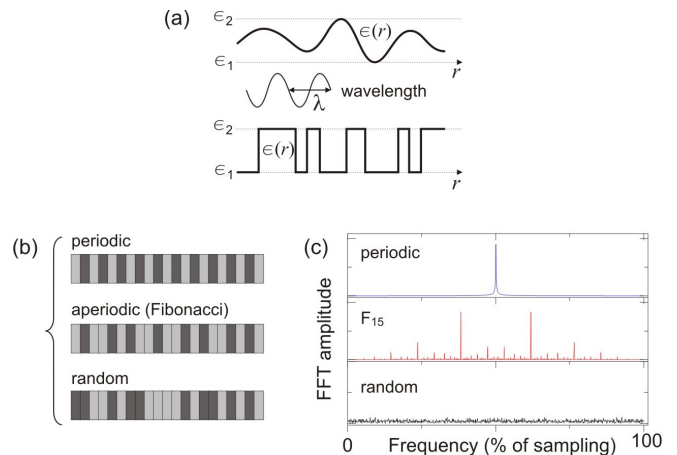 (a)
∈₂
∈(r)
∈₁
r
wavelength
λ
∈₂
∈(r)
∈₁
r
(b)
periodic
aperiodic (Fibonacci)
random
(c)
FFT amplitude
periodic
F₁₅
random
0
100
Frequency (% of sampling)